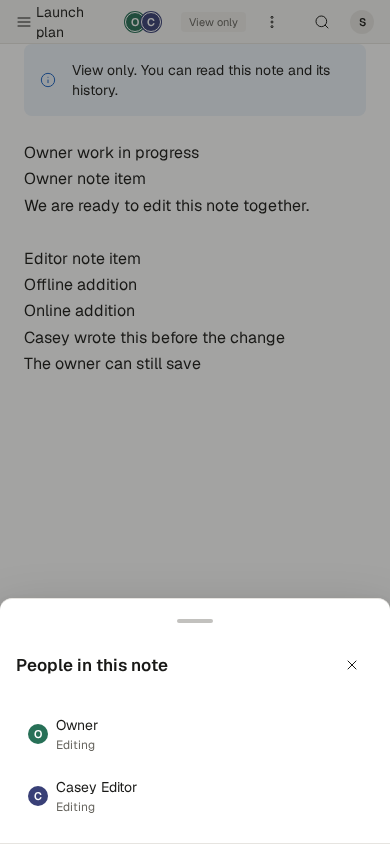 Launch plan
O C
View only
S
View only. You can read this note and its
history.
Owner work in progress
Owner note item
We are ready to edit this note together.
Editor note item
Offline addition
Online addition
Casey wrote this before the change
The owner can still save
People in this note
O
Owner
Editing
C
Casey Editor
Editing